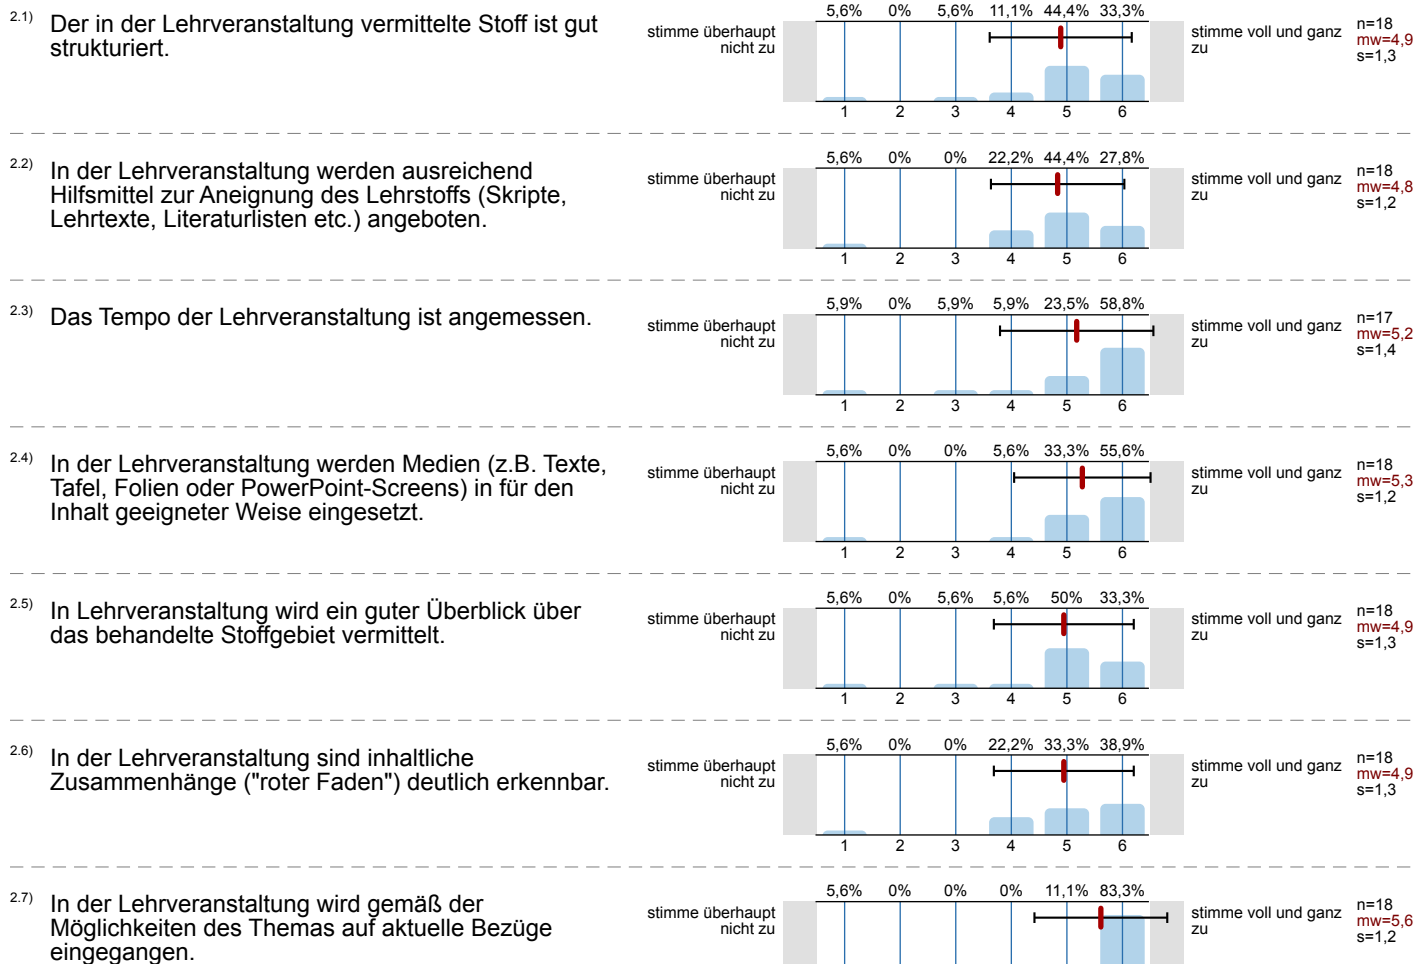 2.1) Der in der Lehrveranstaltung vermittelte Stoff ist gut
strukturiert.
stimme überhaupt
nicht zu
5,6% 0% 5,6% 11,1% 44,4% 33,3%
1 2 3 4 5 6
stimme voll und ganz
zu
n=18
mw=4,9
s=1,3
2.2) In der Lehrveranstaltung werden ausreichend
Hilfsmittel zur Aneignung des Lehrstoffs (Skripte,
Lehrtexte, Literaturlisten etc.) angeboten.
stimme überhaupt
nicht zu
5,6% 0% 0% 22,2% 44,4% 27,8%
1 2 3 4 5 6
stimme voll und ganz
zu
n=18
mw=4,8
s=1,2
2.3) Das Tempo der Lehrveranstaltung ist angemessen.
stimme überhaupt
nicht zu
5,9% 0% 5,9% 5,9% 23,5% 58,8%
1 2 3 4 5 6
stimme voll und ganz
zu
n=17
mw=5,2
s=1,4
2.4) In der Lehrveranstaltung werden Medien (z.B. Texte,
Tafel, Folien oder PowerPoint-Screens) in für den
Inhalt geeigneter Weise eingesetzt.
stimme überhaupt
nicht zu
5,6% 0% 0% 5,6% 33,3% 55,6%
1 2 3 4 5 6
stimme voll und ganz
zu
n=18
mw=5,3
s=1,2
2.5) In Lehrveranstaltung wird ein guter Überblick über
das behandelte Stoffgebiet vermittelt.
stimme überhaupt
nicht zu
5,6% 0% 5,6% 5,6% 50% 33,3%
1 2 3 4 5 6
stimme voll und ganz
zu
n=18
mw=4,9
s=1,3
2.6) In der Lehrveranstaltung sind inhaltliche
Zusammenhänge ("roter Faden") deutlich erkennbar.
stimme überhaupt
nicht zu
5,6% 0% 0% 22,2% 33,3% 38,9%
1 2 3 4 5 6
stimme voll und ganz
zu
n=18
mw=4,9
s=1,3
2.7) In der Lehrveranstaltung wird gemäß der
Möglichkeiten des Themas auf aktuelle Bezüge
eingegangen.
stimme überhaupt
nicht zu
5,6% 0% 0% 0% 11,1% 83,3%
stimme voll und ganz
zu
n=18
mw=5,6
s=1,2